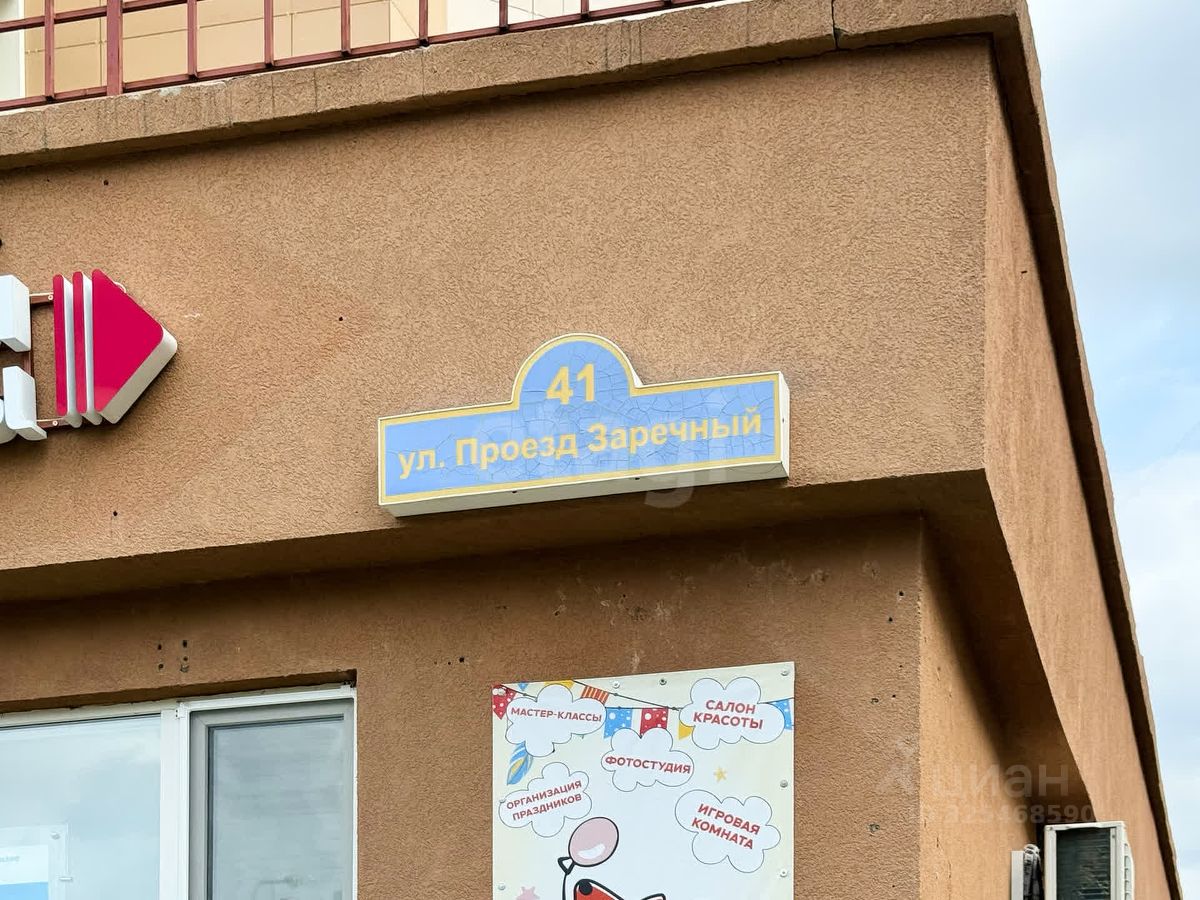 41
ул. Проезд Заречный
МАСТЕР-КЛАССЫ
САЛОН
КРАСОТЫ
ФОТОСТУДИЯ
ОРГАНИЗАЦИЯ
ПРАЗДНИКОВ
ИГРОВАЯ
КОМНАТА
циан